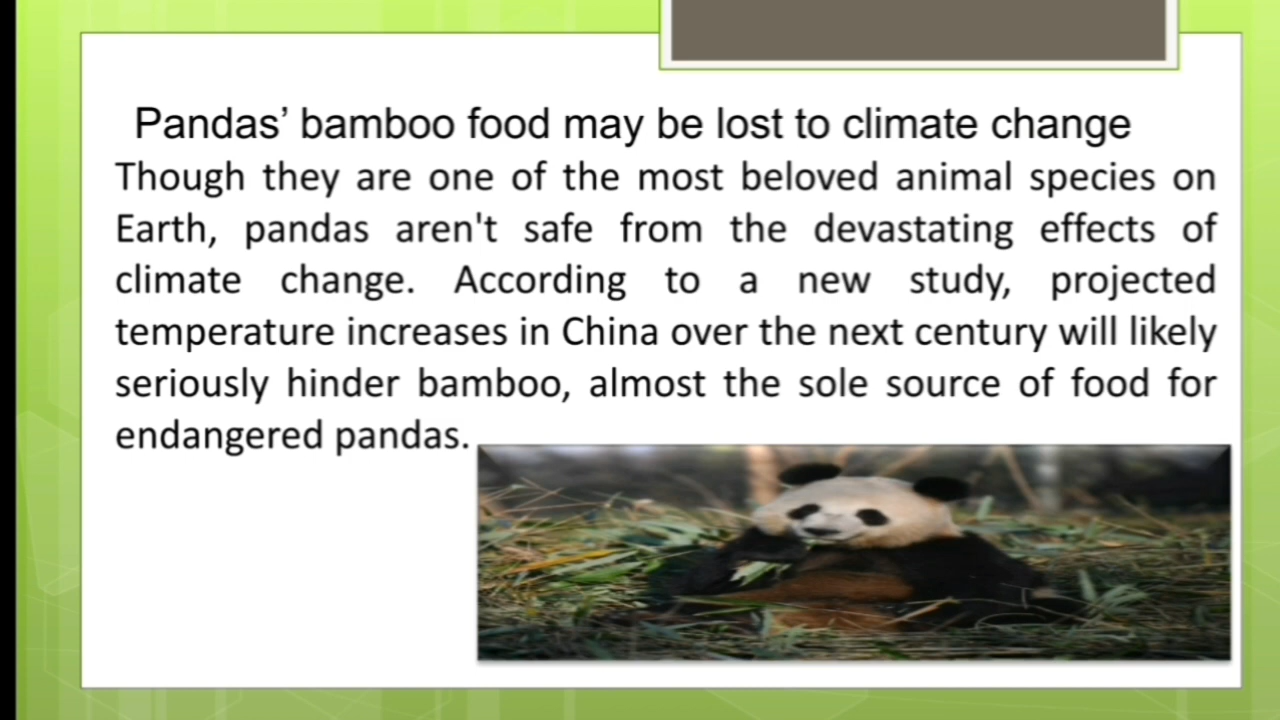 Pandas’ bamboo food may be lost to climate change
Though they are one of the most beloved animal species on
Earth, pandas aren't safe from the devastating effects of
climate change. According to a new study, projected
temperature increases in China over the next century will likely
seriously hinder bamboo, almost the sole source of food for
endangered pandas.